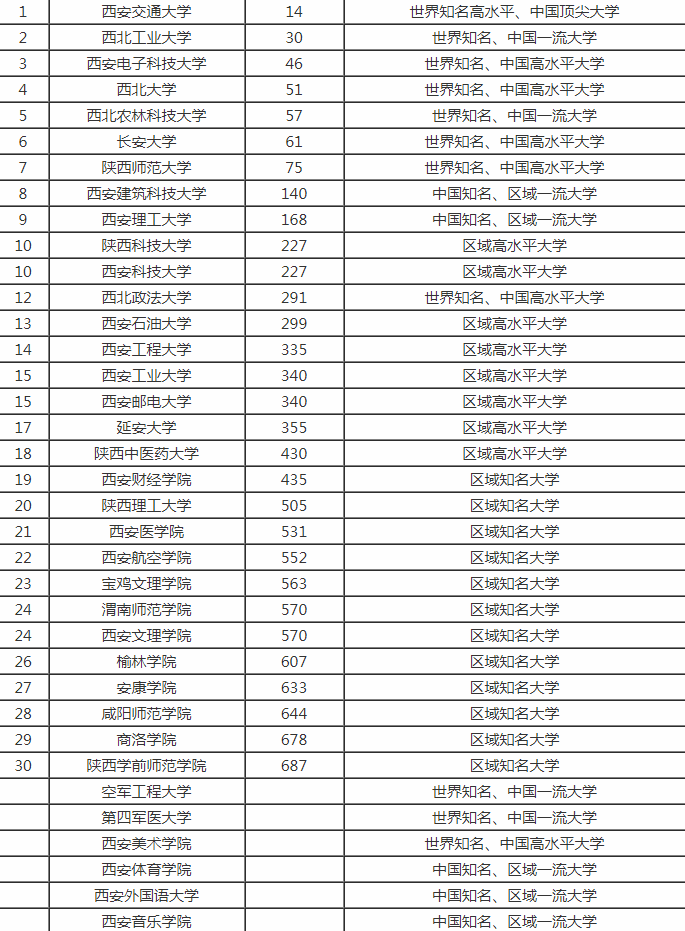 1 西安交通大学 14 世界知名高水平、中国顶尖大学
2 西北工业大学 30 世界知名、中国一流大学
3 西安电子科技大学 46 世界知名、中国高水平大学
4 西北大学 51 世界知名、中国高水平大学
5 西北农林科技大学 57 世界知名、中国一流大学
6 长安大学 61 世界知名、中国高水平大学
7 陕西师范大学 75 世界知名、中国高水平大学
8 西安建筑科技大学 140 中国知名、区域一流大学
9 西安理工大学 168 中国知名、区域一流大学
10 陕西科技大学 227 区域高水平大学
10 西安科技大学 227 区域高水平大学
12 西北政法大学 291 世界知名、中国高水平大学
13 西安石油大学 299 区域高水平大学
14 西安工程大学 335 区域高水平大学
15 西安工业大学 340 区域高水平大学
15 西安邮电大学 340 区域高水平大学
17 延安大学 355 区域高水平大学
18 陕西中医药大学 430 区域高水平大学
19 西安财经学院 435 区域知名大学
20 陕西理工大学 505 区域知名大学
21 西安医学院 531 区域知名大学
22 西安航空学院 552 区域知名大学
23 宝鸡文理学院 563 区域知名大学
24 渭南师范学院 570 区域知名大学
24 西安文理学院 570 区域知名大学
26 榆林学院 607 区域知名大学
27 安康学院 633 区域知名大学
28 咸阳师范学院 644 区域知名大学
29 商洛学院 678 区域知名大学
30 陕西学前师范学院 687 区域知名大学
空军工程大学 世界知名、中国一流大学
第四军医大学 世界知名、中国一流大学
西安美术学院 世界知名、中国高水平大学
西安体育学院 中国知名、区域一流大学
西安外国语大学 中国知名、区域一流大学
西安音乐学院 中国知名、区域一流大学